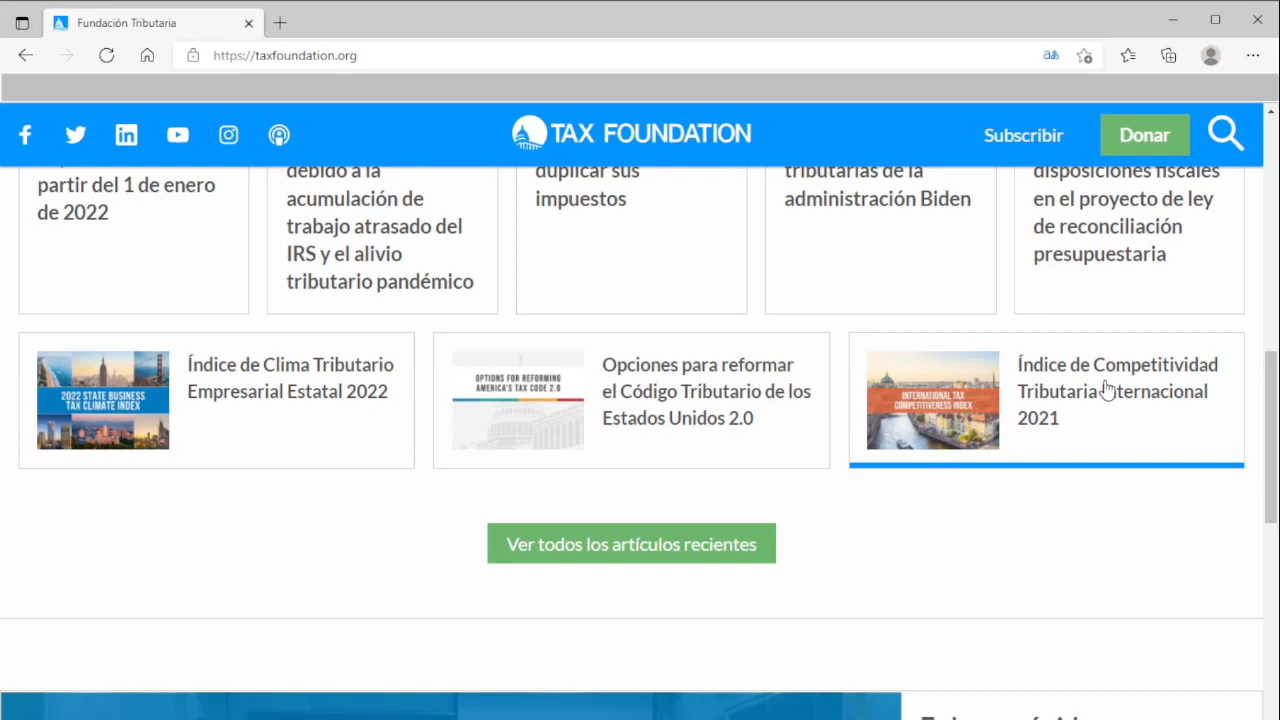 Fundación Tributaria
https://taxfoundation.org
TAX FOUNDATION
Subscribir
Donar
partir del 1 de enero
de 2022
debido a la
acumulación de
trabajo atrasado del
IRS y el alivio
tributario pandémico
duplicar sus
impuestos
tributarias de la
administración Biden
disposiciones fiscales
en el proyecto de ley
de reconciliación
presupuestaria
2022 STATE BUSINESS
TAX CLIMATE INDEX
Índice de Clima Tributario
Empresarial Estatal 2022
OPTIONS FOR REFORMING
AMERICA'S TAX CODE 2.0
Opciones para reformar
el Código Tributario de los
Estados Unidos 2.0
INTERNATIONAL TAX
COMPETITIVENESS INDEX
Índice de Competitividad
Tributaria Internacional
2021
Ver todos los artículos recientes